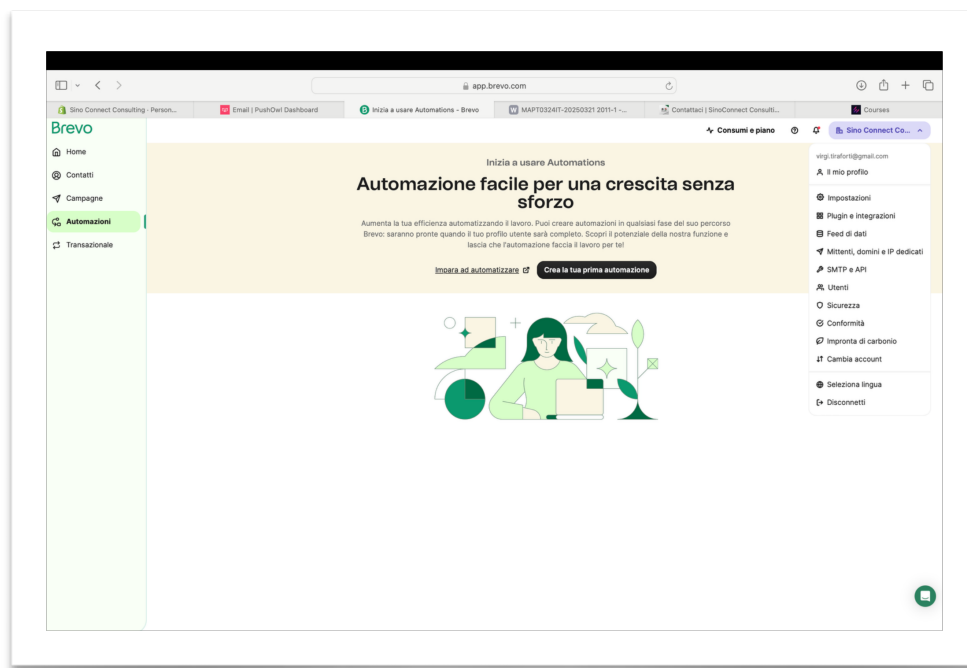 app.brevo.com
Sino Connect Consulting - Person...
Email | PushOwl Dashboard
Inizia a usare Automations - Brevo
MAPT0324IT-20250321 2011-1 -...
Contattaci | SinoConnect Consulti...
Courses
Brevo
Consumi e piano
Sino Connect Co...
Home
Contatti
Campagne
Automazioni
Transazionale
Inizia a usare Automations
Automazione facile per una crescita senza
sforzo
Aumenta la tua efficienza automatizzando il lavoro. Puoi creare automazioni in qualsiasi fase del suo percorso
Brevo: saranno pronte quando il tuo profilo utente sarà completo. Scopri il potenziale della nostra funzione e
lascia che l'automazione faccia il lavoro per te!
Impara ad automatizzare
Crea la tua prima automazione
virgi.tiraforti@gmail.com
Il mio profilo
Impostazioni
Plugin e integrazioni
Feed di dati
Mittenti, domini e IP dedicati
SMTP e API
Utenti
Sicurezza
Conformità
Impronta di carbonio
Cambia account
Seleziona lingua
Disconnetti